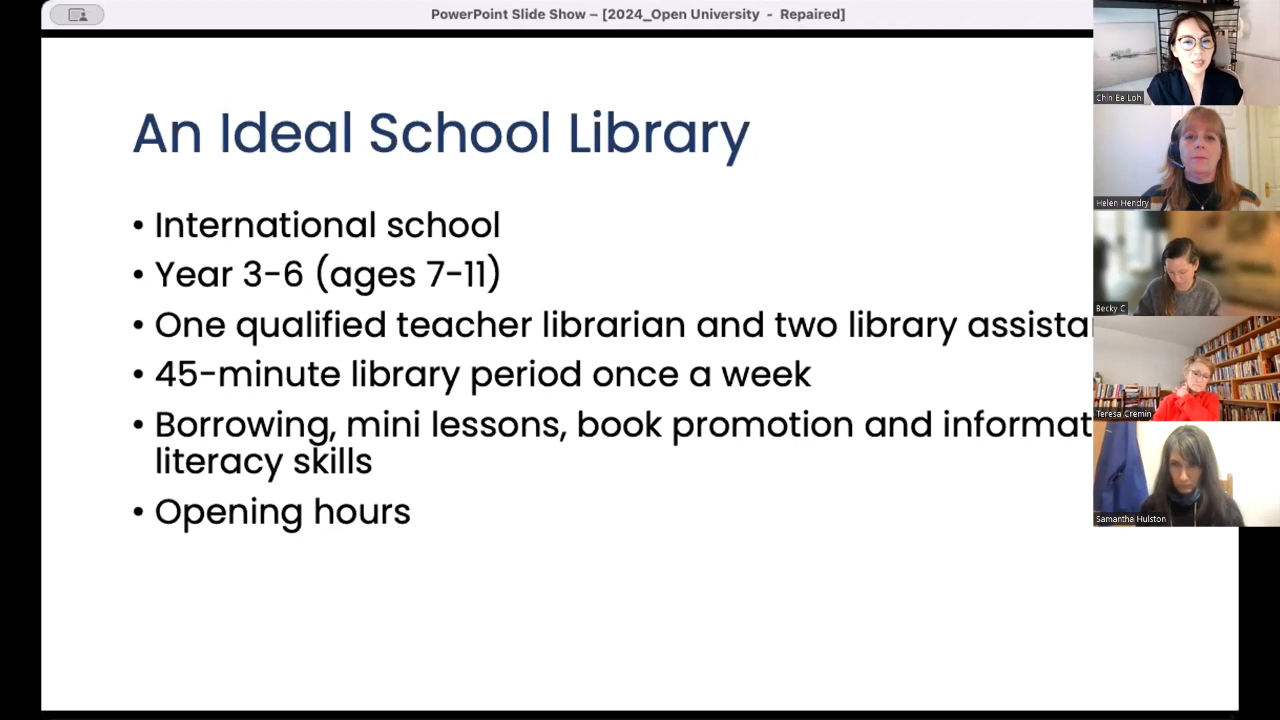 PowerPoint Slide Show – [2024_Open University - Repaired]
An Ideal School Library
• International school
• Year 3-6 (ages 7-11)
• One qualified teacher librarian and two library
• 45-minute library period once a week
• Borrowing, mini lessons, book promotion and
literacy skills
• Opening hours
Chin Ee Loh
Helen Hendry
Becky C
Teresa Cremin
Samantha Hulston